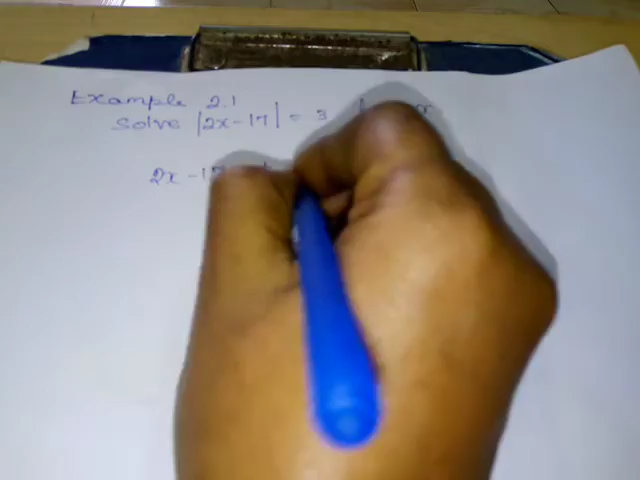 Example 2.1
Solve |2x-17| = 3
2x-17